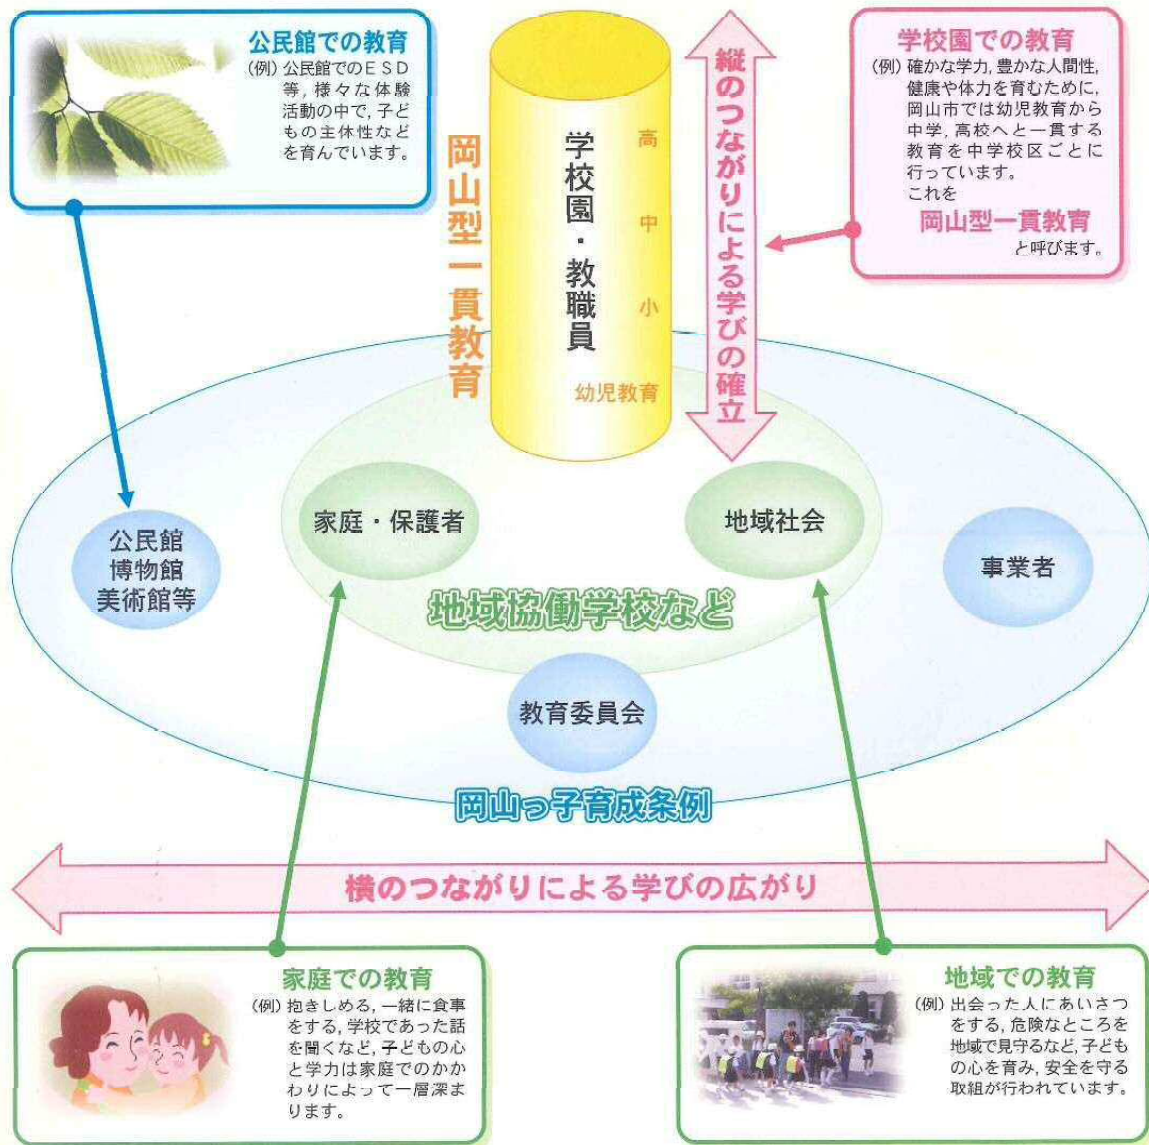 公民館での教育
(例) 公民館でのESD
等, 様々な体験
活動の中で, 子ど
もの主体性など
を育んでいます。
岡山型一貫教育
学校園・教職員
高
中
小
幼児教育
縦のつながりによる学びの確立
学校園での教育
(例) 確かな学力, 豊かな人間性,
健康や体力を育むために,
岡山市では幼児教育から
中学, 高校へと一貫する
教育を中学校区ごとに
行っています。
これを
岡山型一貫教育
と呼びます。
公民館
博物館
美術館等
家庭・保護者
地域社会
事業者
地域協働学校など
教育委員会
岡山っ子育成条例
横のつながりによる学びの広がり
家庭での教育
(例) 抱きしめる, 一緒に食事
をする, 学校であった話
を聞くなど, 子どもの心
と学力は家庭でのかか
わりによって一層深ま
ります。
地域での教育
(例) 出会った人にあいさつ
をする, 危険なところを
地域で見守るなど, 子ども
の心を育み, 安全を守る
取組が行われています。